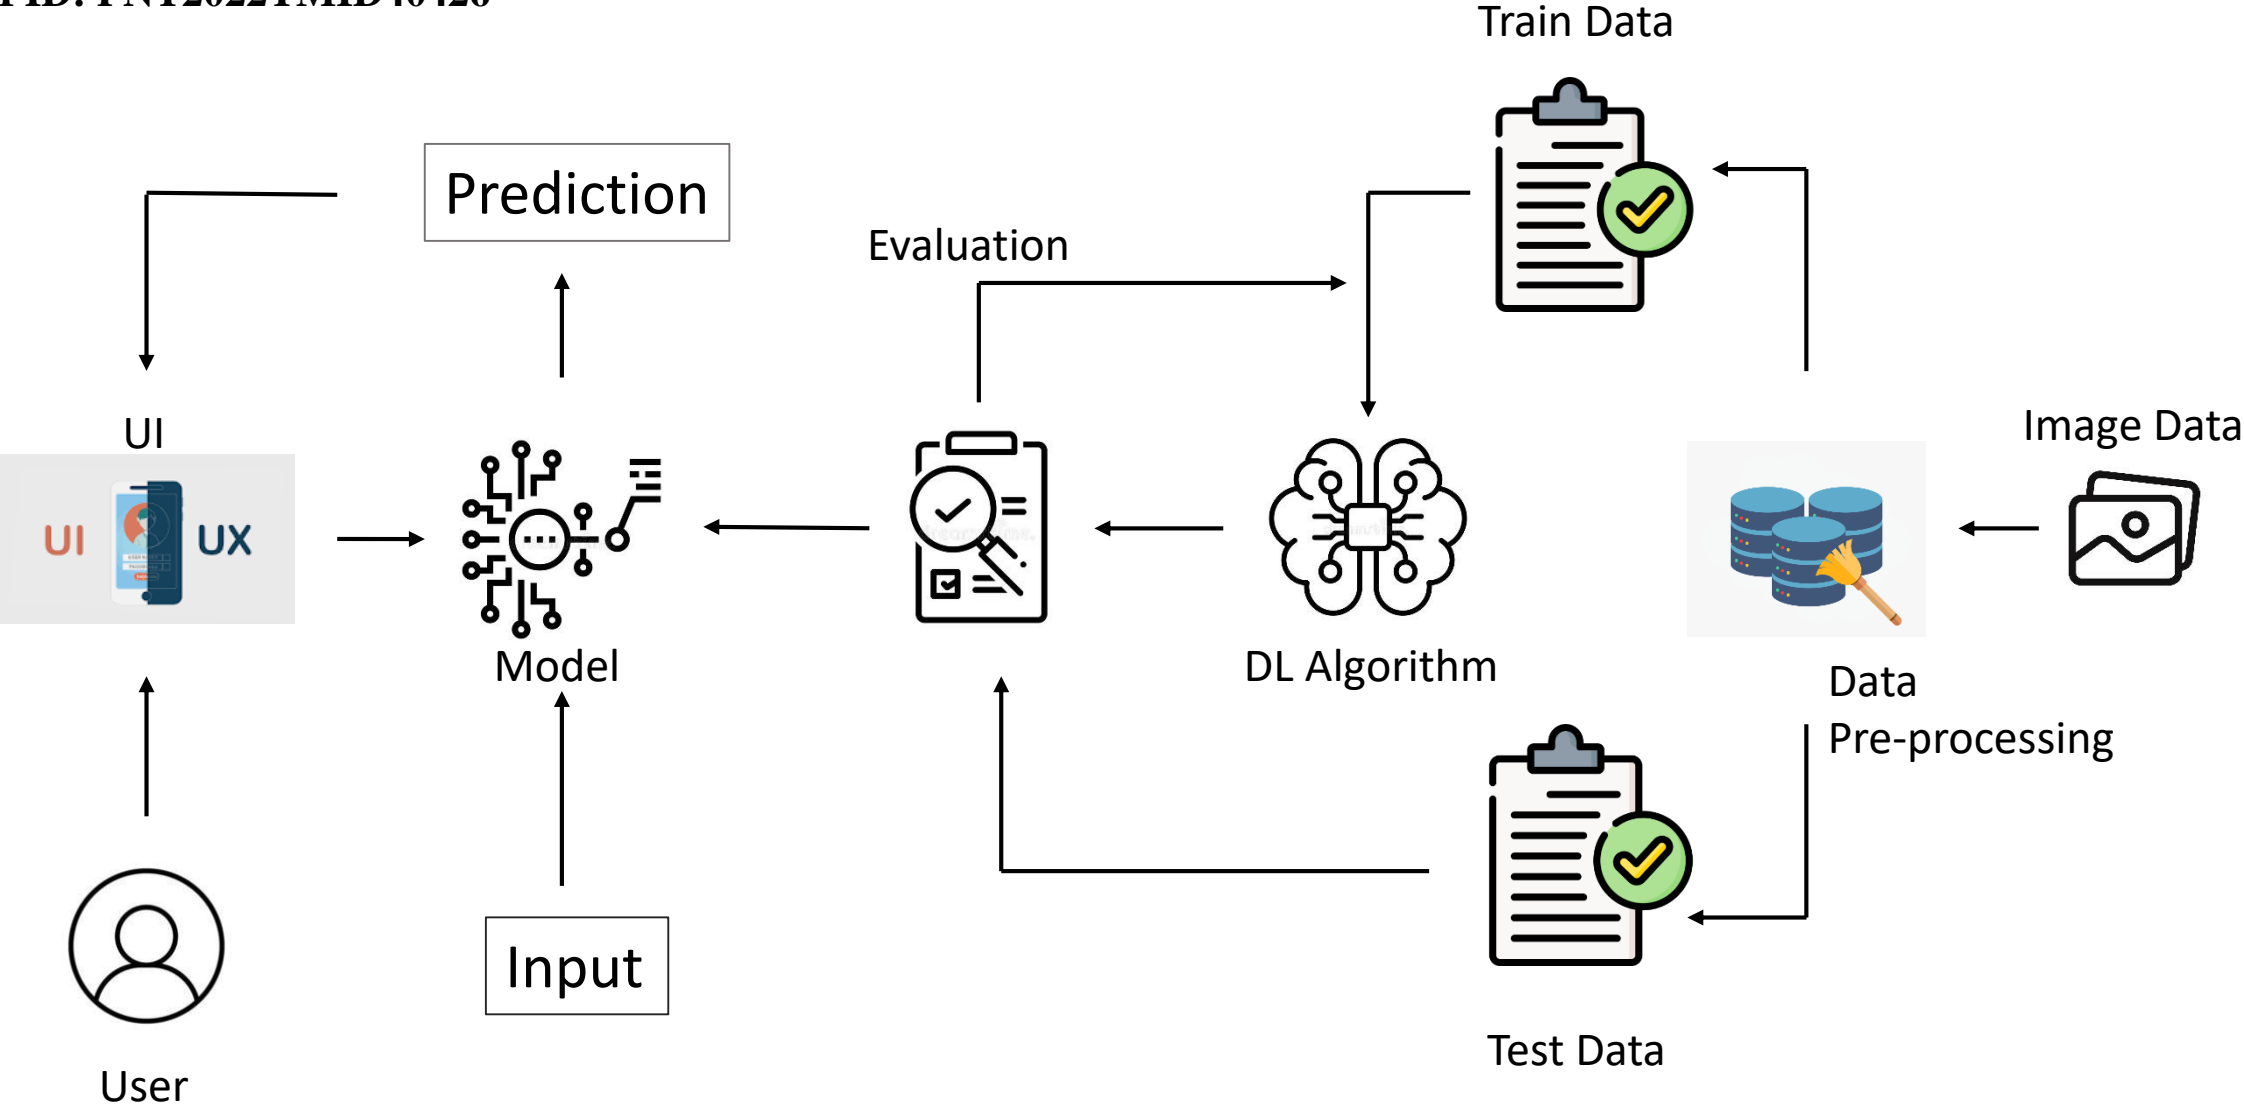 Train Data
Prediction
Evaluation
UI
Image Data
UI
UX
Model
DL Algorithm
Data
Pre-processing
Input
Test Data
User